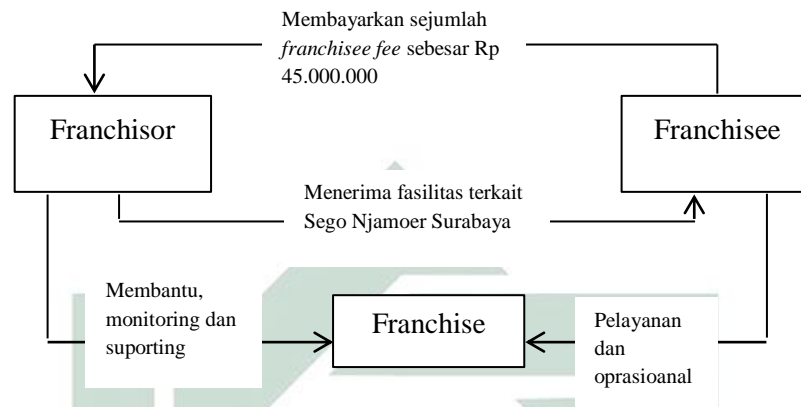 Membayarkan sejumlah
franchisee fee sebesar Rp
45.000.000
Franchisor
Franchisee
Menerima fasilitas terkait
Sego Njamoer Surabaya
Membantu,
monitoring dan
suporting
Franchise
Pelayanan
dan
oprasioanal